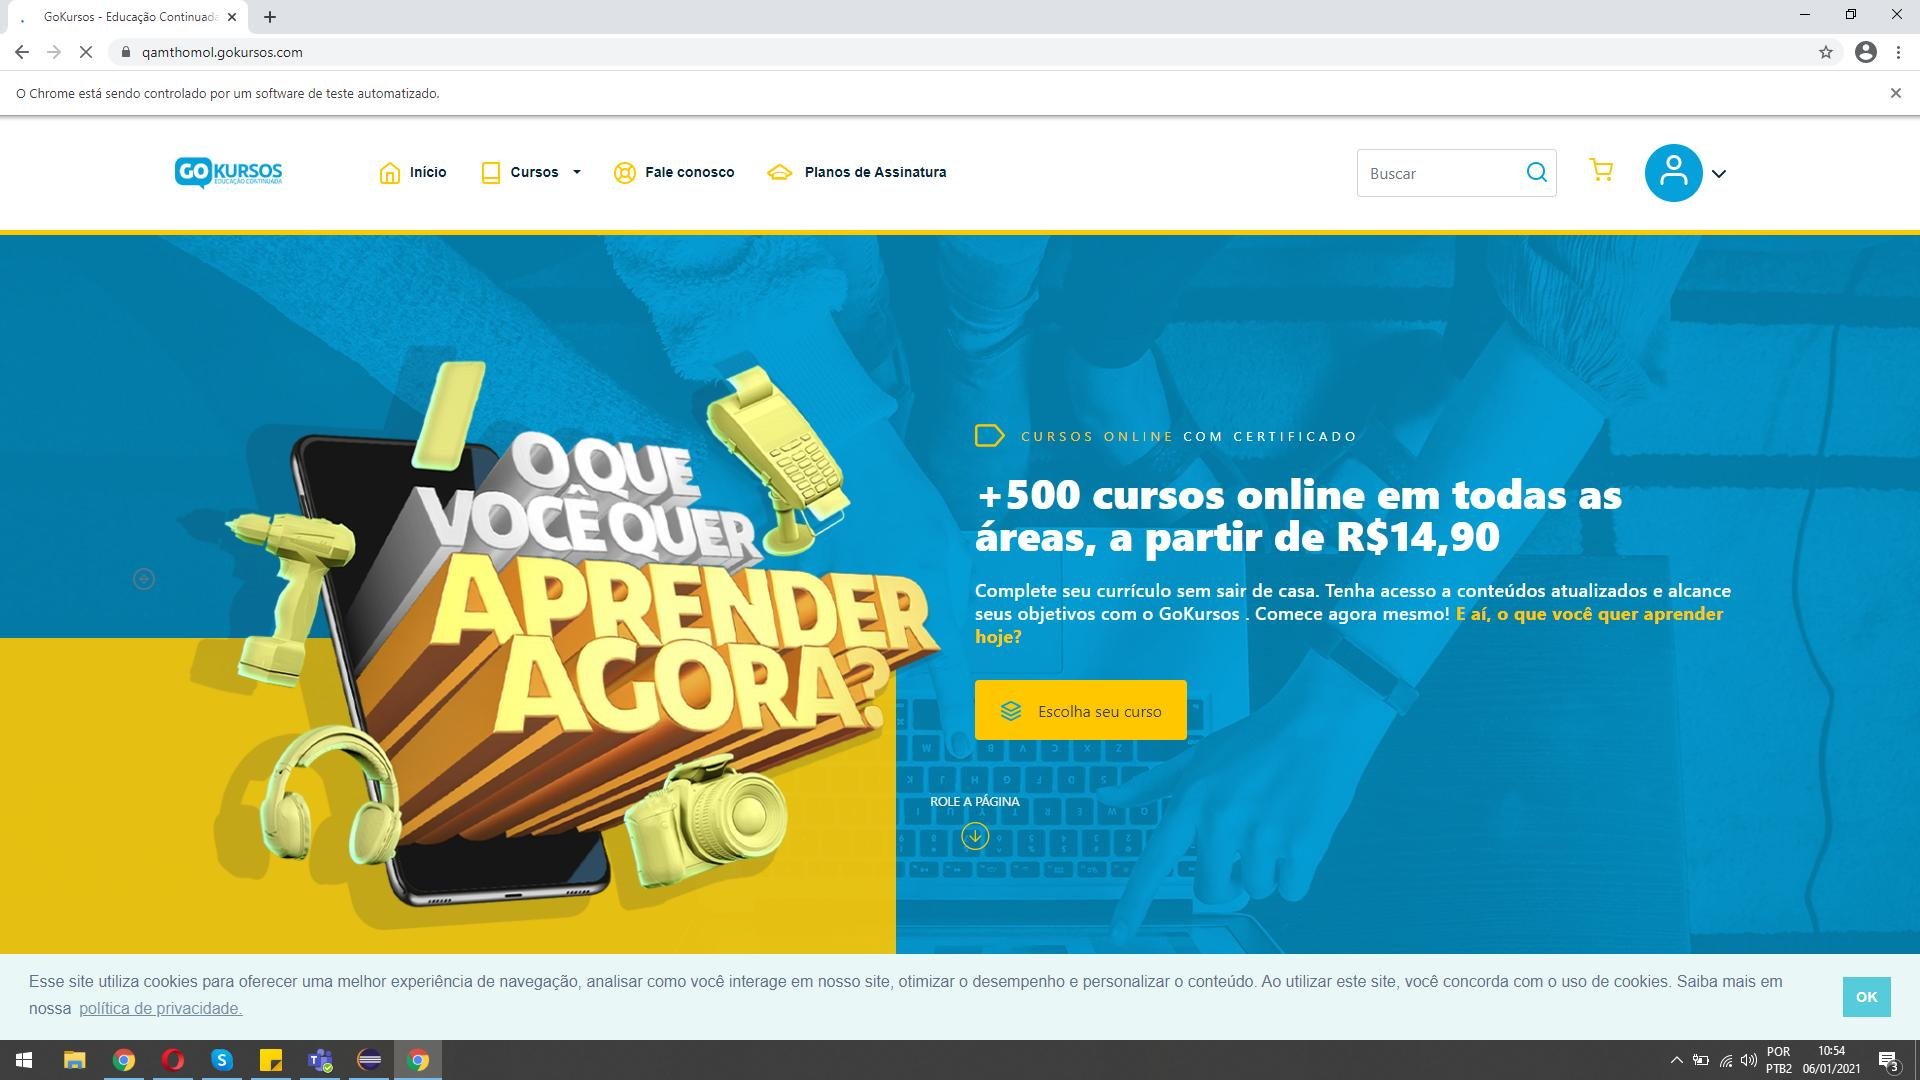 GoKursos - Educação Continuada
qamthomol.gokursos.com
O Chrome está sendo controlado por um software de teste automatizado.
GO KURSOS
EDUCAÇÃO CONTINUADA
Início
Cursos
Fale conosco
Planos de Assinatura
Buscar
O QUE
VOCÊ QUER
APRENDER
AGORA?
CURSOS ONLINE COM CERTIFICADO
+500 cursos online em todas as
áreas, a partir de R$14,90
Complete seu currículo sem sair de casa. Tenha acesso a conteúdos atualizados e alcance
seus objetivos com o GoKursos . Comece agora mesmo! E aí, o que você quer aprender
hoje?
Escolha seu curso
ROLE A PÁGINA
Esse site utiliza cookies para oferecer uma melhor experiência de navegação, analisar como você interage em nosso site, otimizar o desempenho e personalizar o conteúdo. Ao utilizar este site, você concorda com o uso de cookies. Saiba mais em
nossa política de privacidade.
OK
POR
PTB2
10:54
06/01/2021
3